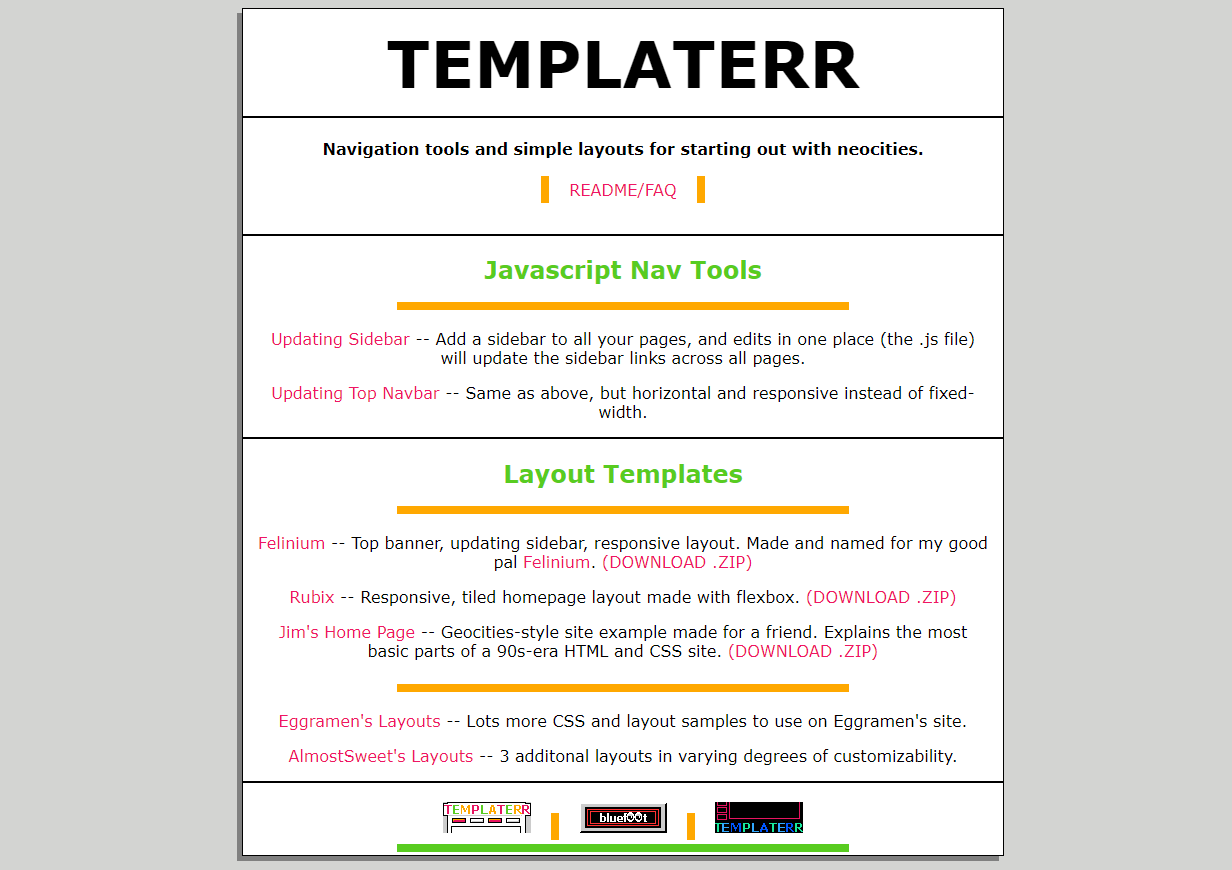 TEMPLATERR
Navigation tools and simple layouts for starting out with neocities.
README/FAQ
Javascript Nav Tools
Updating Sidebar -- Add a sidebar to all your pages, and edits in one place (the .js file)
will update the sidebar links across all pages.
Updating Top Navbar -- Same as above, but horizontal and responsive instead of fixed-
width.
Layout Templates
Felinium -- Top banner, updating sidebar, responsive layout. Made and named for my good
pal Felinium. (DOWNLOAD .ZIP)
Rubix -- Responsive, tiled homepage layout made with flexbox. (DOWNLOAD .ZIP)
Jim's Home Page -- Geocities-style site example made for a friend. Explains the most
basic parts of a 90s-era HTML and CSS site. (DOWNLOAD .ZIP)
Eggramen's Layouts -- Lots more CSS and layout samples to use on Eggramen's site.
AlmostSweet's Layouts -- 3 additonal layouts in varying degrees of customizability.
TEMPLATERR
bluef00t
TEMPLATERR